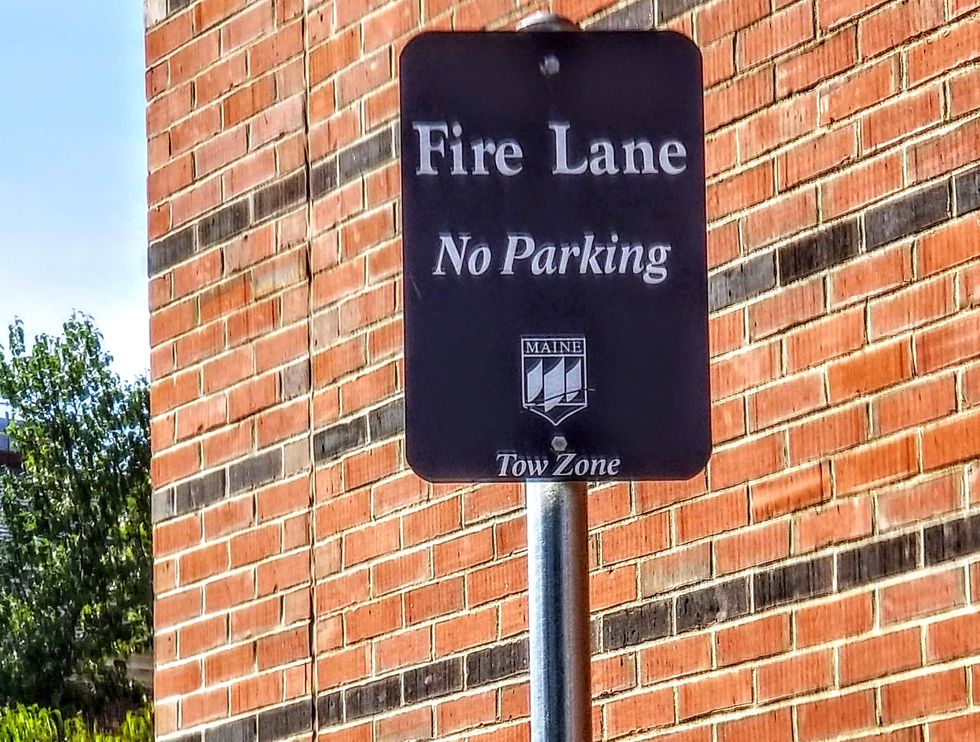 Fire Lane
No Parking
MAINE
Tow Zone